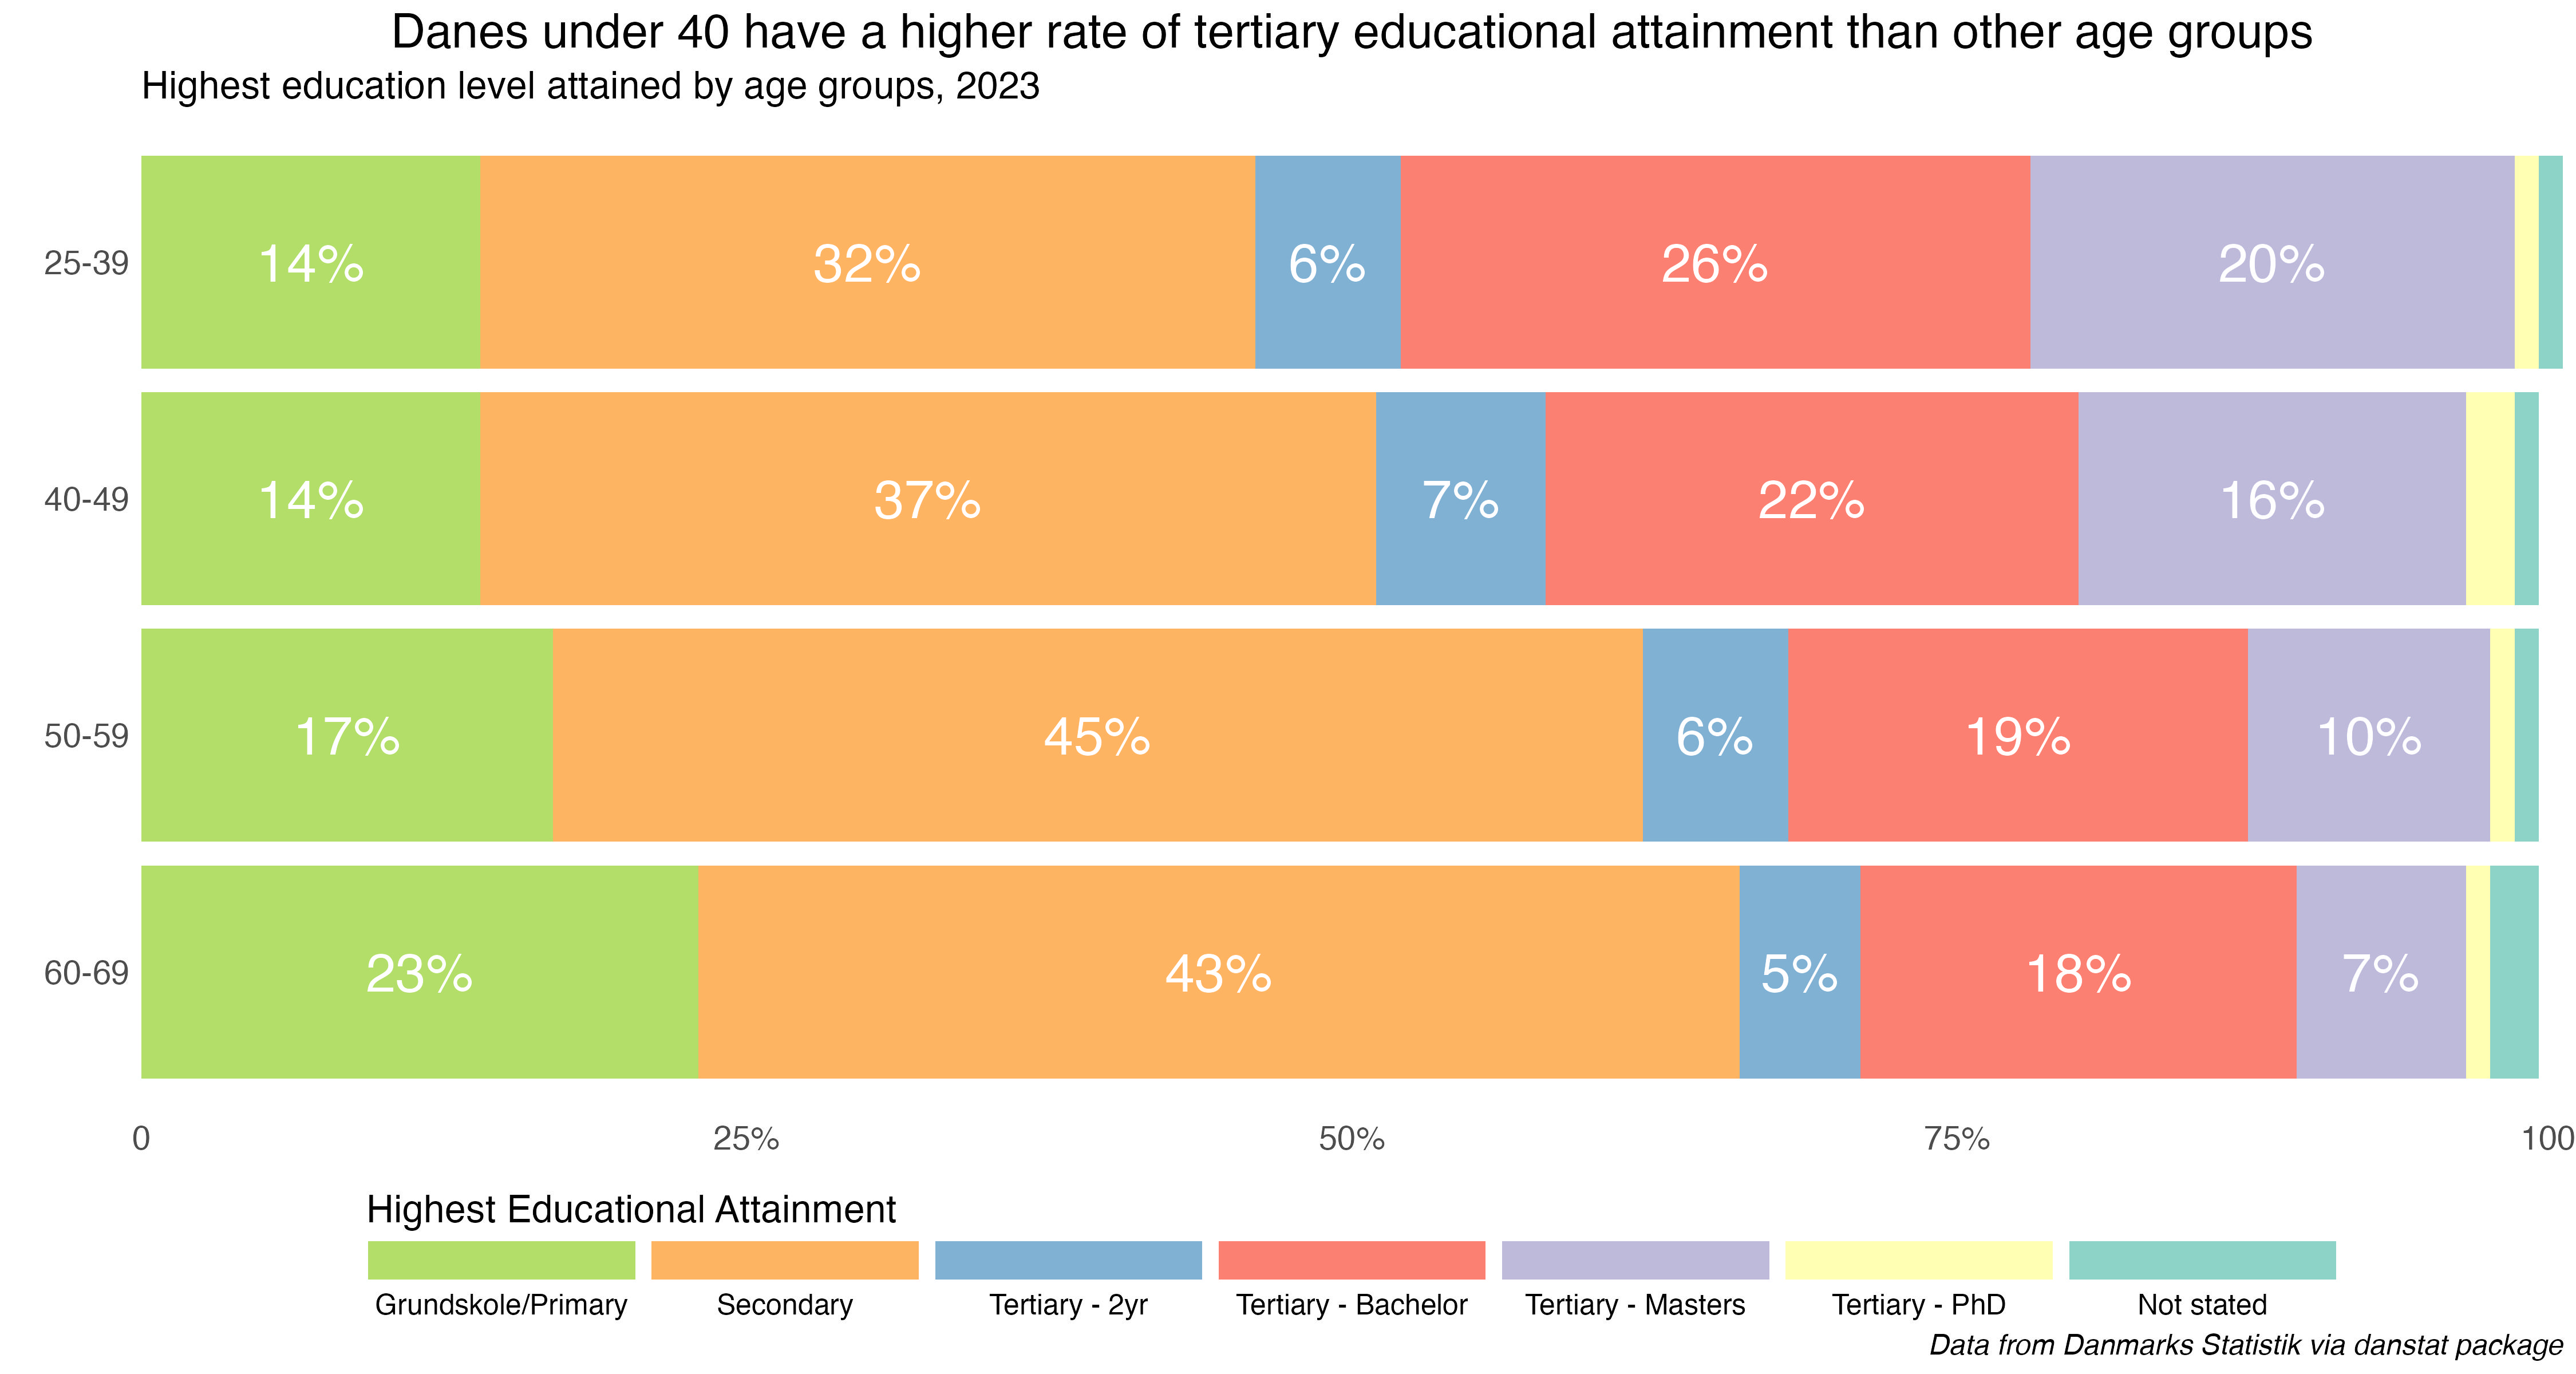 Danes under 40 have a higher rate of tertiary educational attainment than other age groups
Highest education level attained by age groups, 2023
25-39 14% 32% 6% 26% 20%
40-49 14% 37% 7% 22% 16%
50-59 17% 45% 6% 19% 10%
60-69 23% 43% 5% 18% 7%
0 25% 50% 75% 100
Highest Educational Attainment
Grundskole/Primary Secondary Tertiary - 2yr Tertiary - Bachelor Tertiary - Masters Tertiary - PhD Not stated
Data from Danmarks Statistik via danstat package